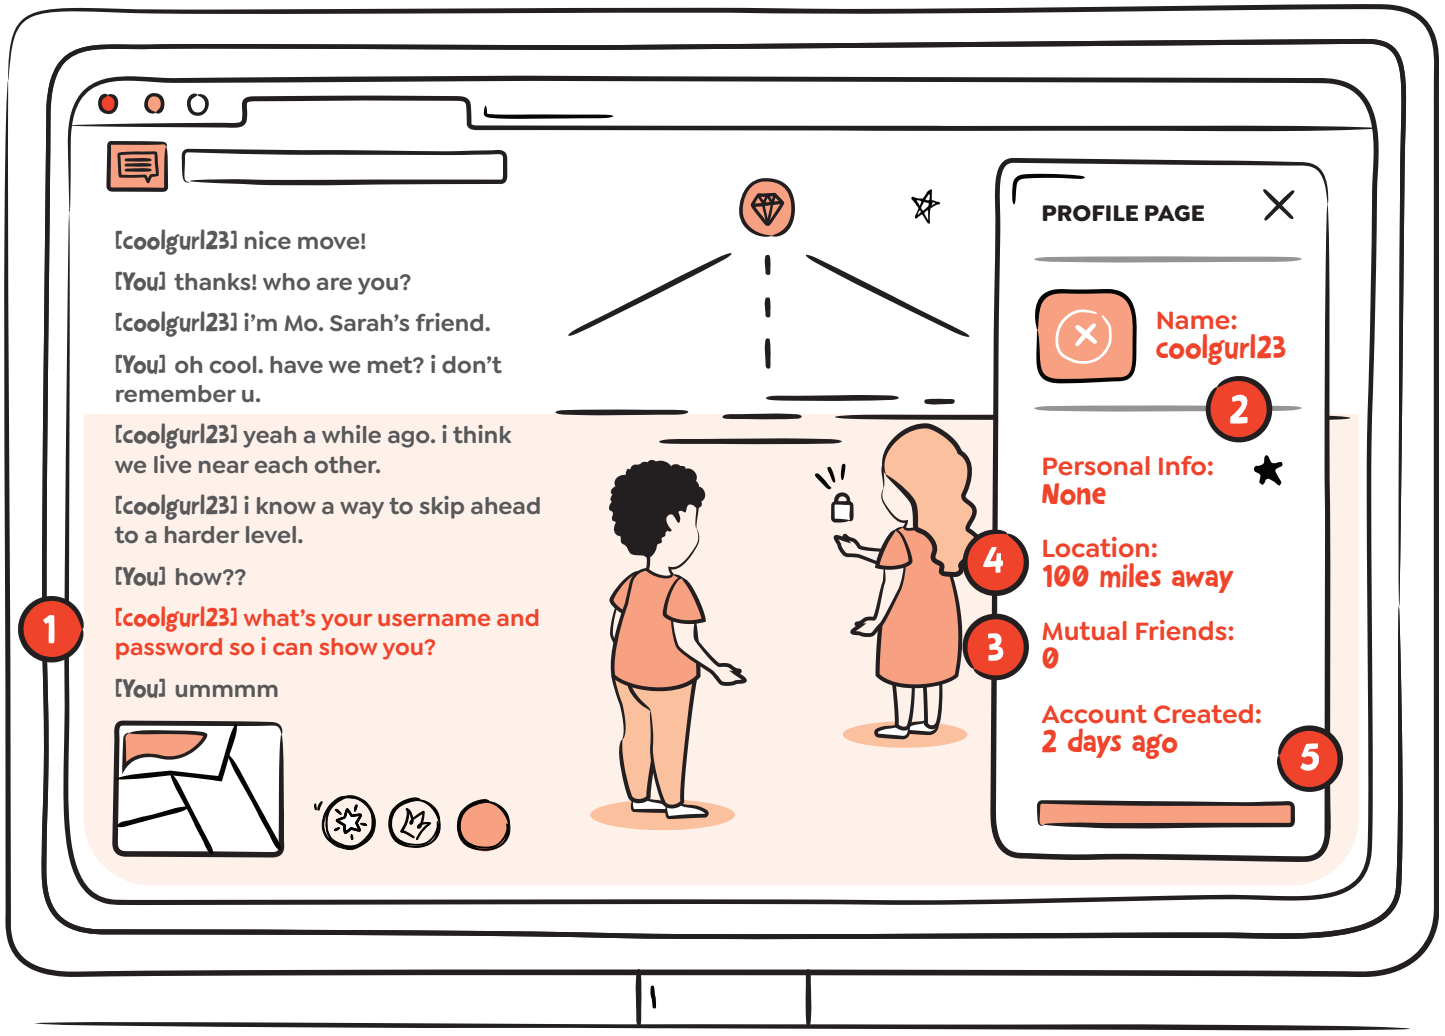 [coolgurl23] nice move!
[You] thanks! who are you?
[coolgurl23] i'm Mo. Sarah's friend.
[You] oh cool. have we met? i don't
remember u.
[coolgurl23] yeah a while ago. i think
we live near each other.
[coolgurl23] i know a way to skip ahead
to a harder level.
[You] how??
1
[coolgurl23] what's your username and
password so i can show you?
[You] ummmm
PROFILE PAGE
Name:
coolgurl23
2
Personal Info:
None
4
Location:
100 miles away
3
Mutual Friends:
0
Account Created:
2 days ago
5